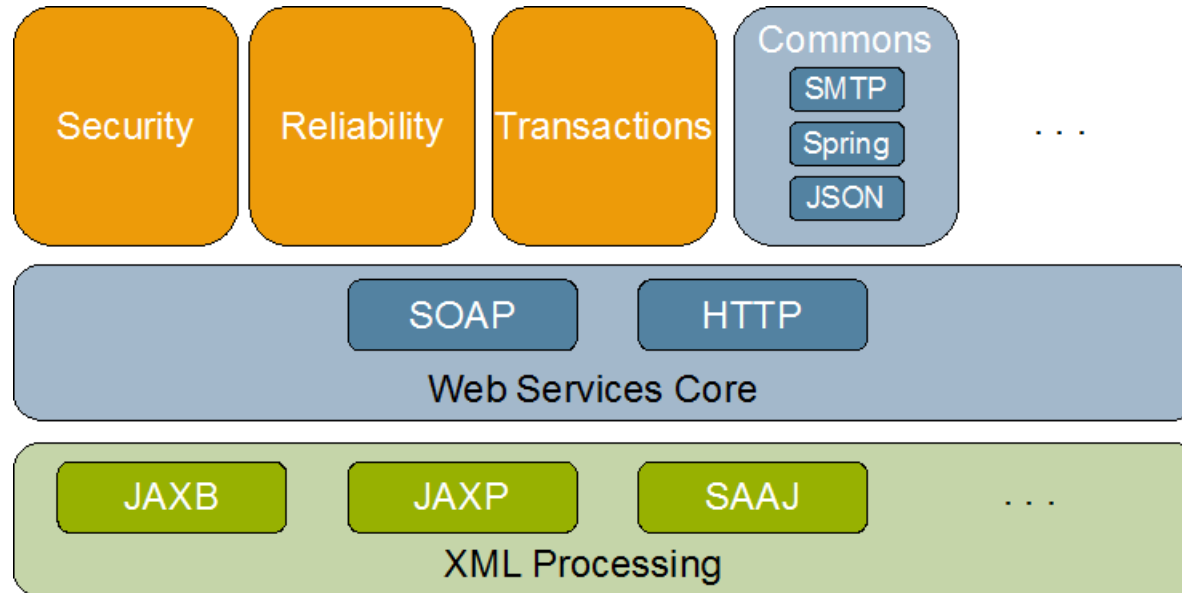 Security
Reliability
Transactions
Commons
SMTP
Spring
JSON
. . .
SOAP
HTTP
Web Services Core
JAXB
JAXP
SAAJ
. . .
XML Processing